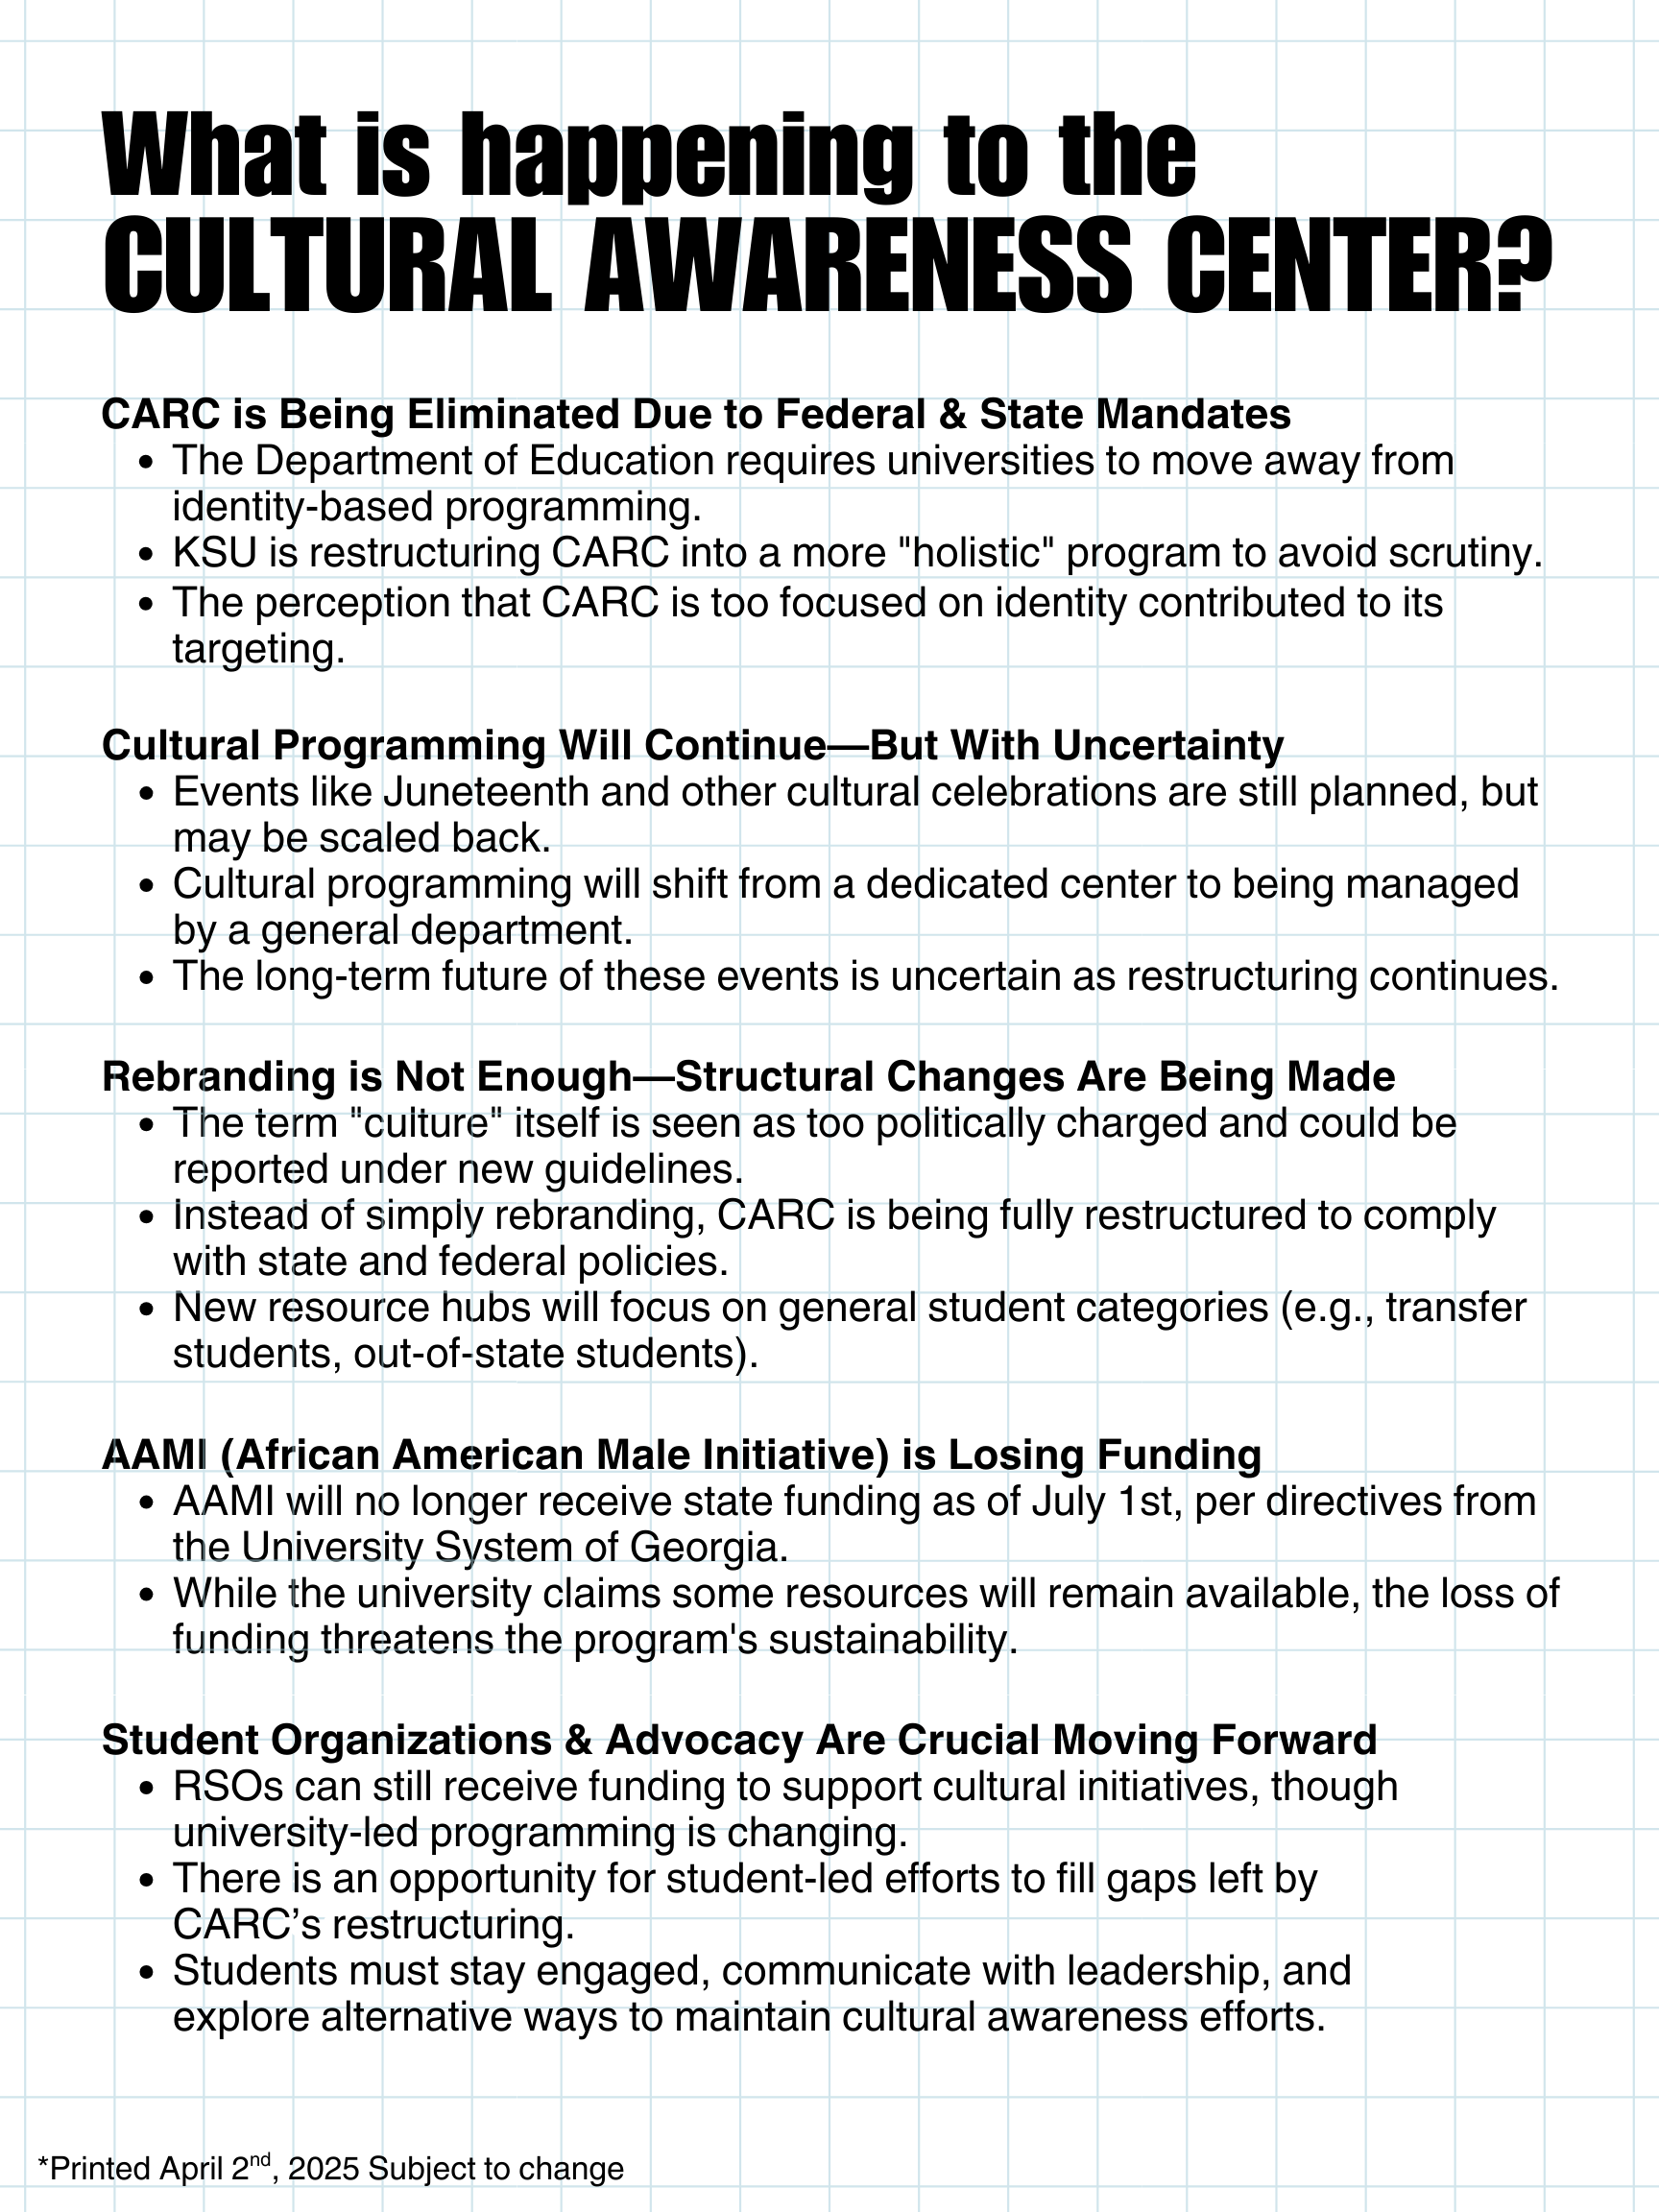 What is happening to the
CULTURAL AWARENESS CENTER?
CARC is Being Eliminated Due to Federal & State Mandates
• The Department of Education requires universities to move away from
identity-based programming.
• KSU is restructuring CARC into a more "holistic" program to avoid scrutiny.
• The perception that CARC is too focused on identity contributed to its
targeting.
Cultural Programming Will Continue—But With Uncertainty
• Events like Juneteenth and other cultural celebrations are still planned, but
may be scaled back.
• Cultural programming will shift from a dedicated center to being managed
by a general department.
• The long-term future of these events is uncertain as restructuring continues.
Rebranding is Not Enough—Structural Changes Are Being Made
• The term "culture" itself is seen as too politically charged and could be
reported under new guidelines.
• Instead of simply rebranding, CARC is being fully restructured to comply
with state and federal policies.
• New resource hubs will focus on general student categories (e.g., transfer
students, out-of-state students).
AAMI (African American Male Initiative) is Losing Funding
• AAMI will no longer receive state funding as of July 1st, per directives from
the University System of Georgia.
• While the university claims some resources will remain available, the loss of
funding threatens the program's sustainability.
Student Organizations & Advocacy Are Crucial Moving Forward
• RSOs can still receive funding to support cultural initiatives, though
university-led programming is changing.
• There is an opportunity for student-led efforts to fill gaps left by
CARC’s restructuring.
• Students must stay engaged, communicate with leadership, and
explore alternative ways to maintain cultural awareness efforts.
*Printed April 2nd, 2025 Subject to change